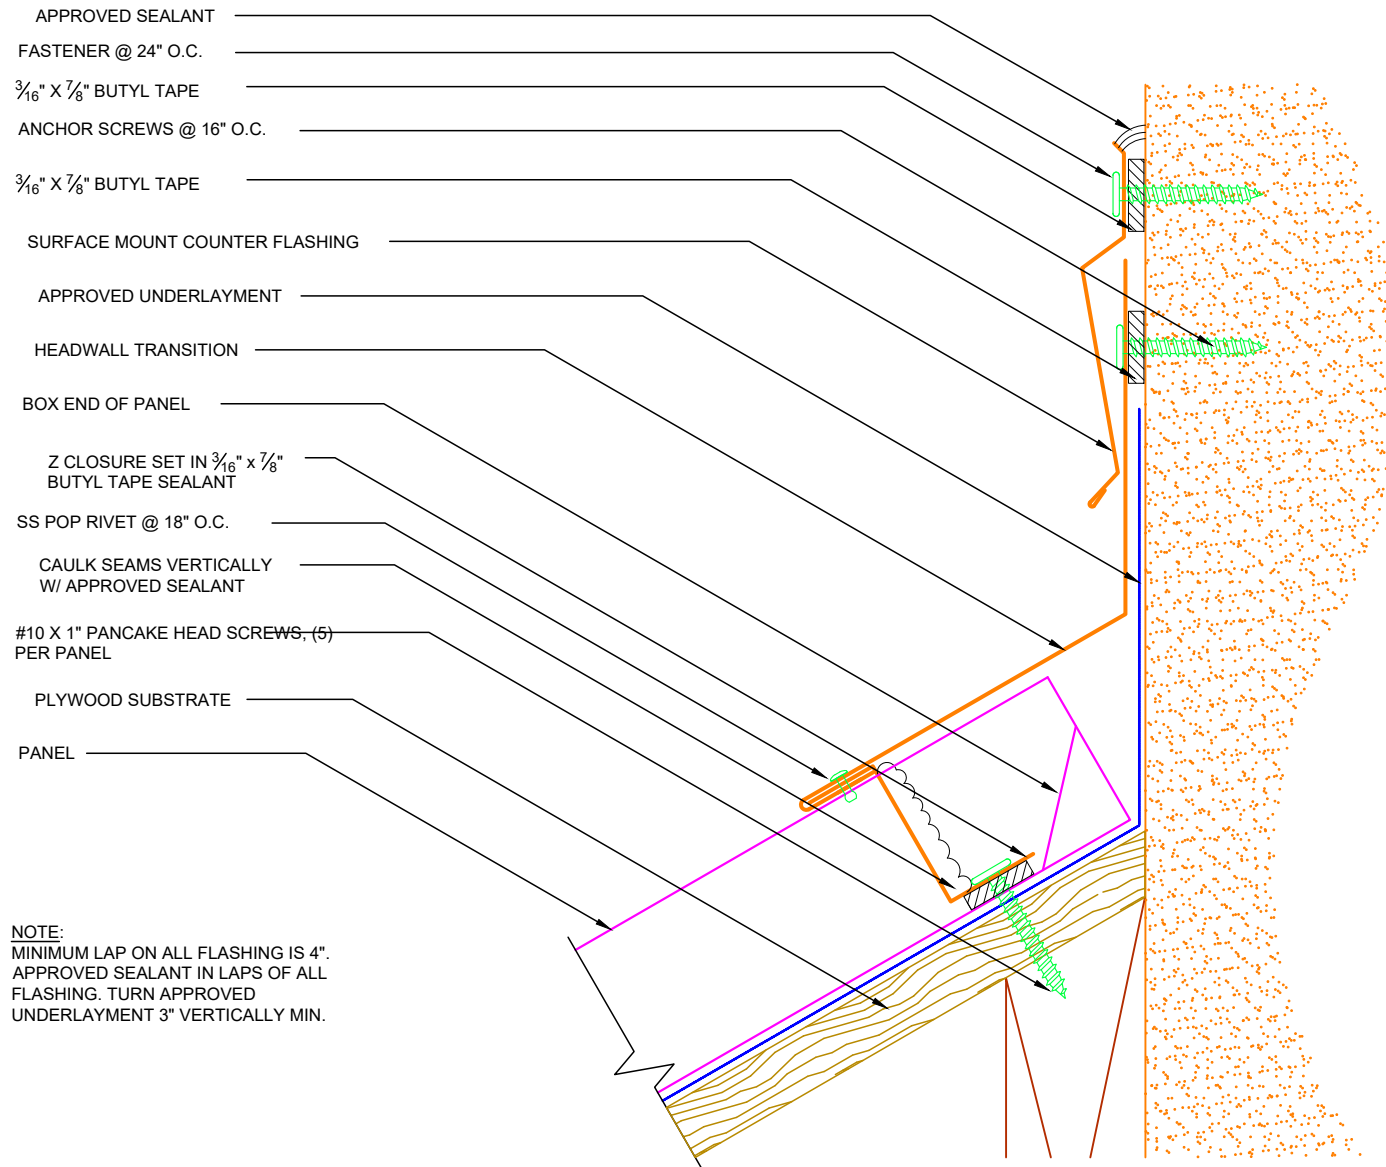 APPROVED SEALANT
FASTENER @ 24" O.C.
3/16" X 7/8" BUTYL TAPE
ANCHOR SCREWS @ 16" O.C.
3/16" X 7/8" BUTYL TAPE
SURFACE MOUNT COUNTER FLASHING
APPROVED UNDERLAYMENT
HEADWALL TRANSITION
BOX END OF PANEL
Z CLOSURE SET IN 3/16" x 7/8"
BUTYL TAPE SEALANT
SS POP RIVET @ 18" O.C.
CAULK SEAMS VERTICALLY
W/ APPROVED SEALANT
#10 X 1" PANCAKE HEAD SCREWS, (5)
PER PANEL
PLYWOOD SUBSTRATE
PANEL
NOTE:
MINIMUM LAP ON ALL FLASHING IS 4".
APPROVED SEALANT IN LAPS OF ALL
FLASHING. TURN APPROVED
UNDERLAYMENT 3" VERTICALLY MIN.